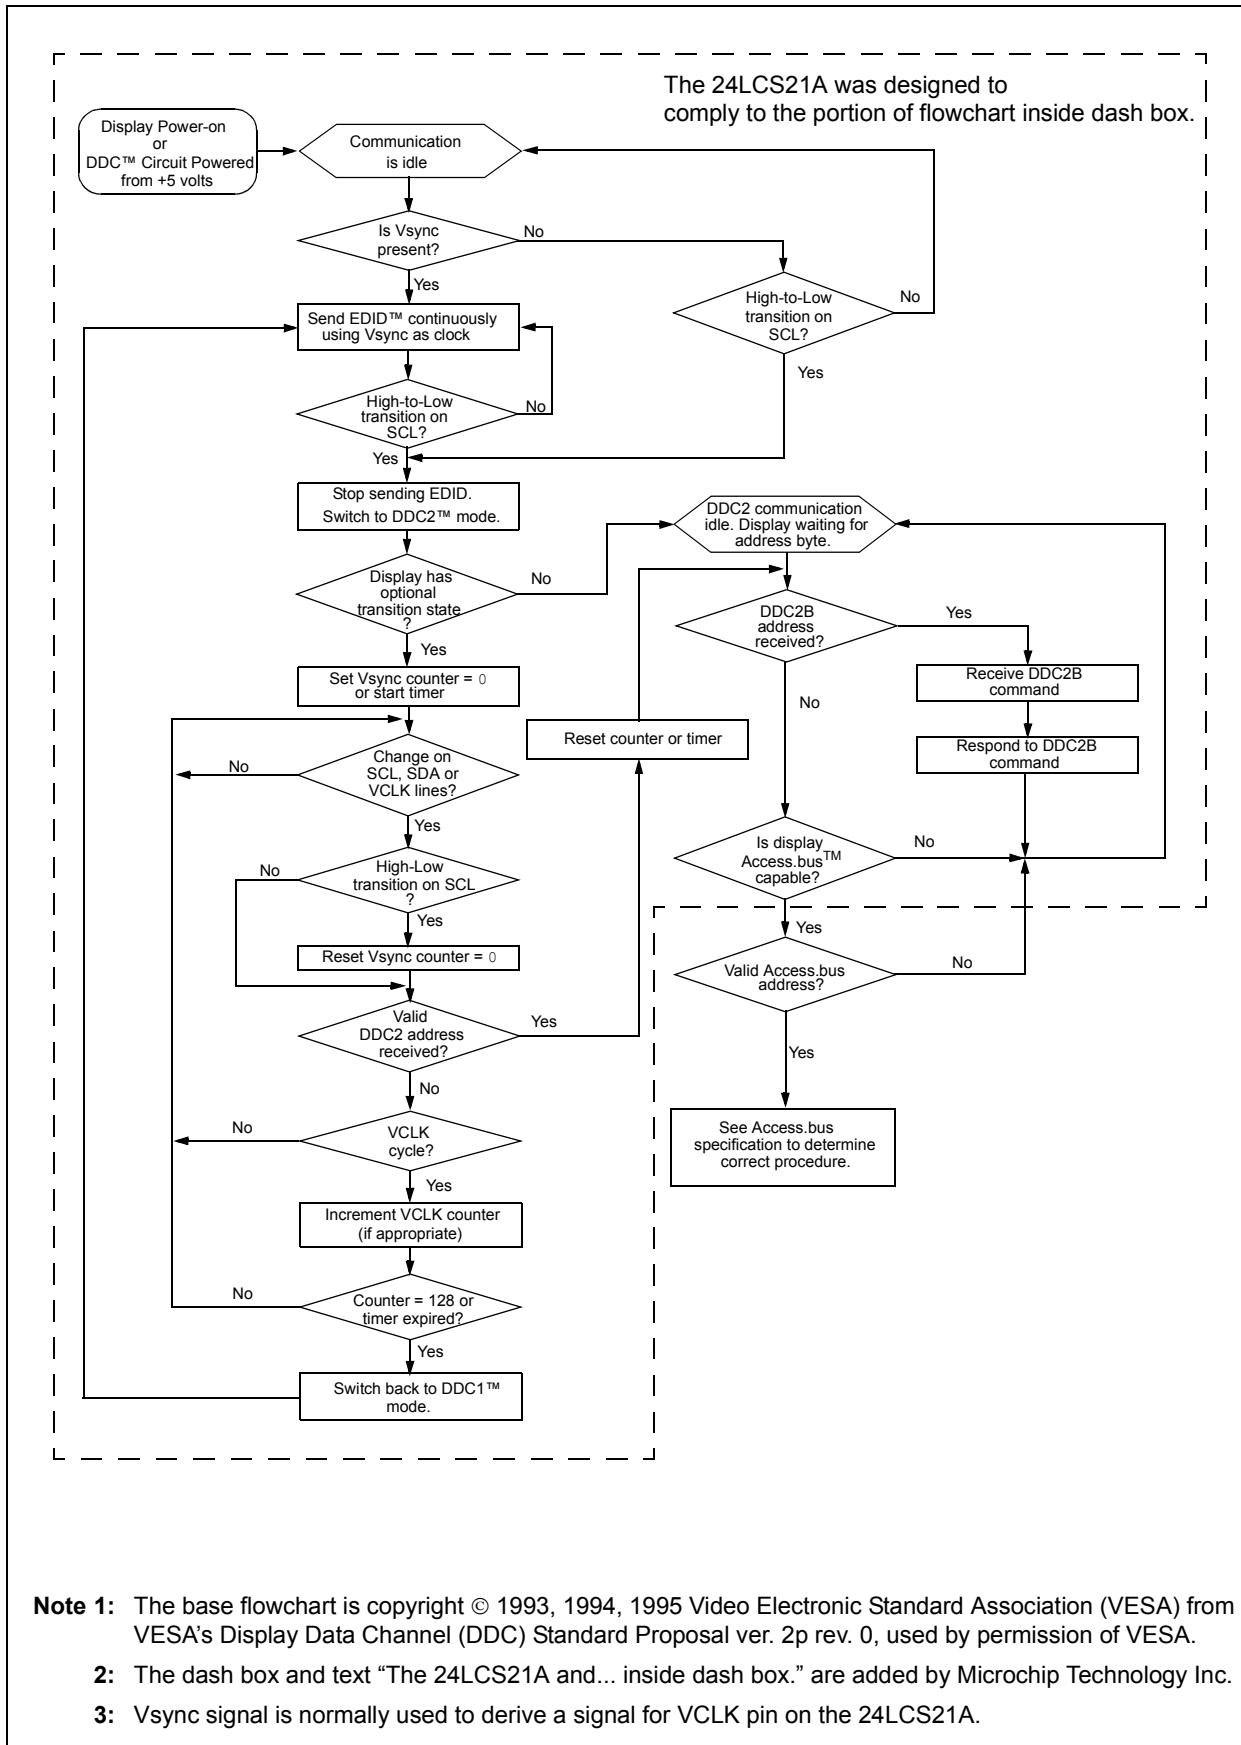 The 24LCS21A was designed to
comply to the portion of flowchart inside dash box.
Display Power-on
or
DDC™ Circuit Powered
from +5 volts
Communication
is idle
Is Vsync
present?
No
Yes
High-to-Low
transition on
SCL?
No
Yes
Send EDID™ continuously
using Vsync as clock
High-to-Low
transition on
SCL?
No
Yes
Stop sending EDID.
Switch to DDC2™ mode.
Display has
optional
transition state
?
No
Yes
Set Vsync counter = 0
or start timer
Change on
SCL, SDA or
VCLK lines?
No
Yes
High-Low
transition on SCL
?
No
Yes
Reset Vsync counter = 0
Valid
DDC2 address
received?
Yes
No
VCLK
cycle?
No
Yes
Increment VCLK counter
(if appropriate)
Counter = 128 or
timer expired?
No
Yes
Switch back to DDC1™
mode.
Reset counter or timer
DDC2 communication
idle. Display waiting for
address byte.
DDC2B
address
received?
Yes
No
Receive DDC2B
command
Respond to DDC2B
command
Is display
Access.bus™
capable?
No
Yes
Valid Access.bus
address?
No
Yes
See Access.bus
specification to determine
correct procedure.
Note 1: The base flowchart is copyright © 1993, 1994, 1995 Video Electronic Standard Association (VESA) from
VESA's Display Data Channel (DDC) Standard Proposal ver. 2p rev. 0, used by permission of VESA.
2: The dash box and text “The 24LCS21A and... inside dash box.” are added by Microchip Technology Inc.
3: Vsync signal is normally used to derive a signal for VCLK pin on the 24LCS21A.